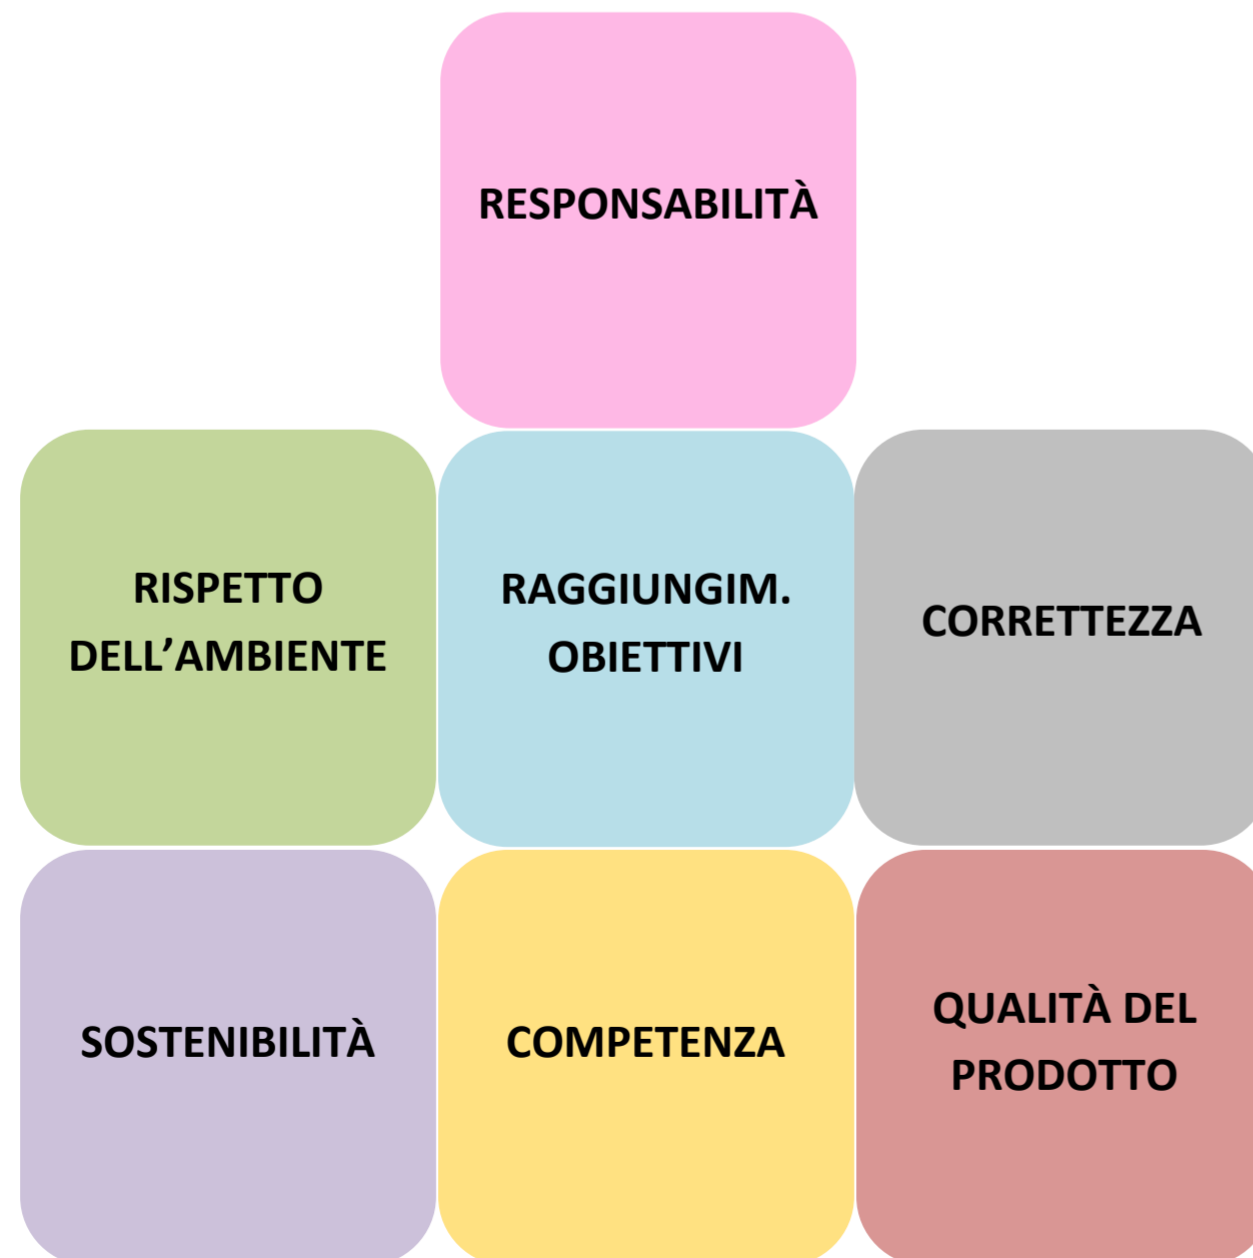 RESPONSABILITÀ
RISPETTO
DELL’AMBIENTE
RAGGIUNGIM.
OBIETTIVI
CORRETTEZZA
SOSTENIBILITÀ
COMPETENZA
QUALITÀ DEL
PRODOTTO